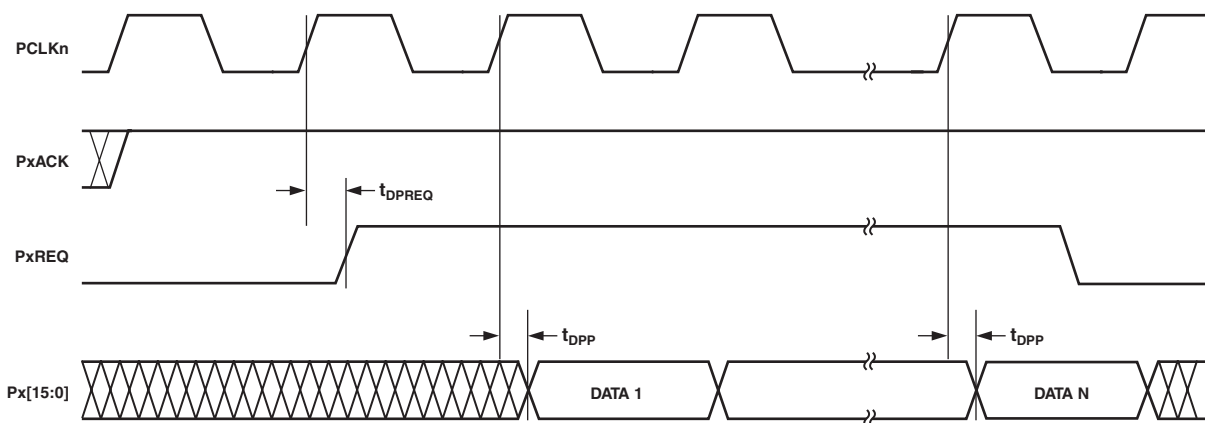 PCLKn
PxACK
tDPREQ
PxREQ
tDPP
tDPP
Px[15:0]
DATA 1
DATA N